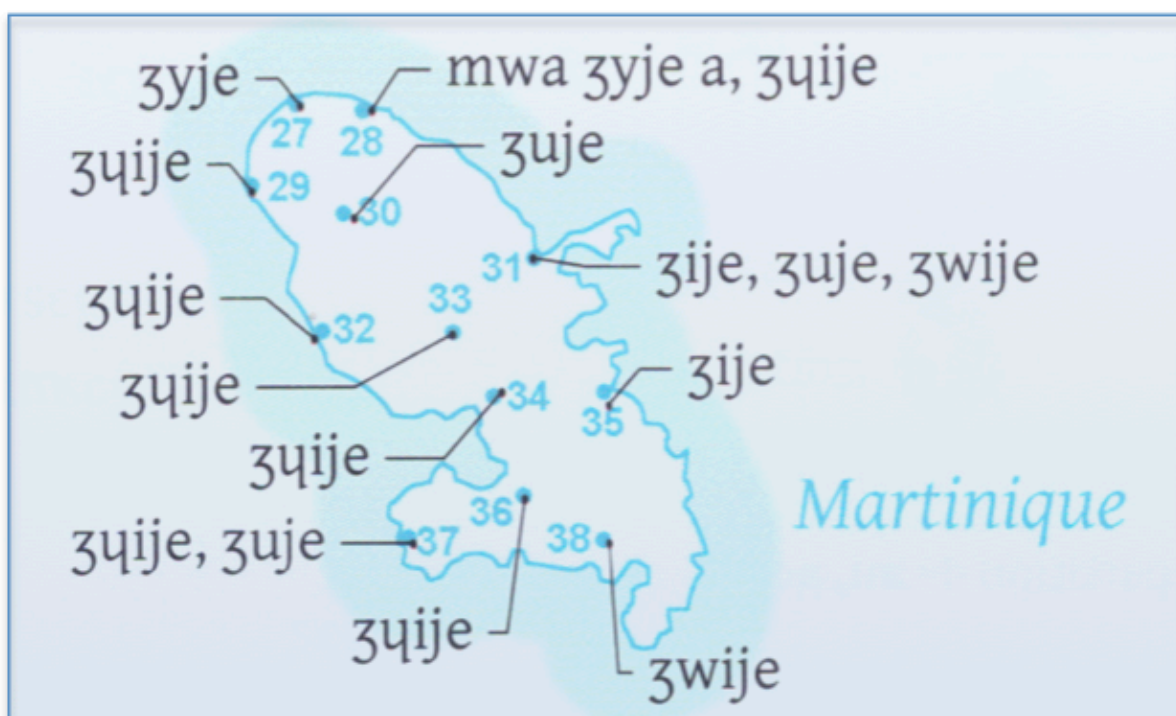 ʒyje
mwa ʒyje a, ʒɥije
27
28
ʒuje
ʒɥije
29
30
31
ʒije, ʒuje, ʒwije
ʒɥije
33
32
ʒije
ʒɥije
34
35
ʒɥije
Martinique
36
ʒɥije, ʒuje
37
38
ʒɥije
ʒwije